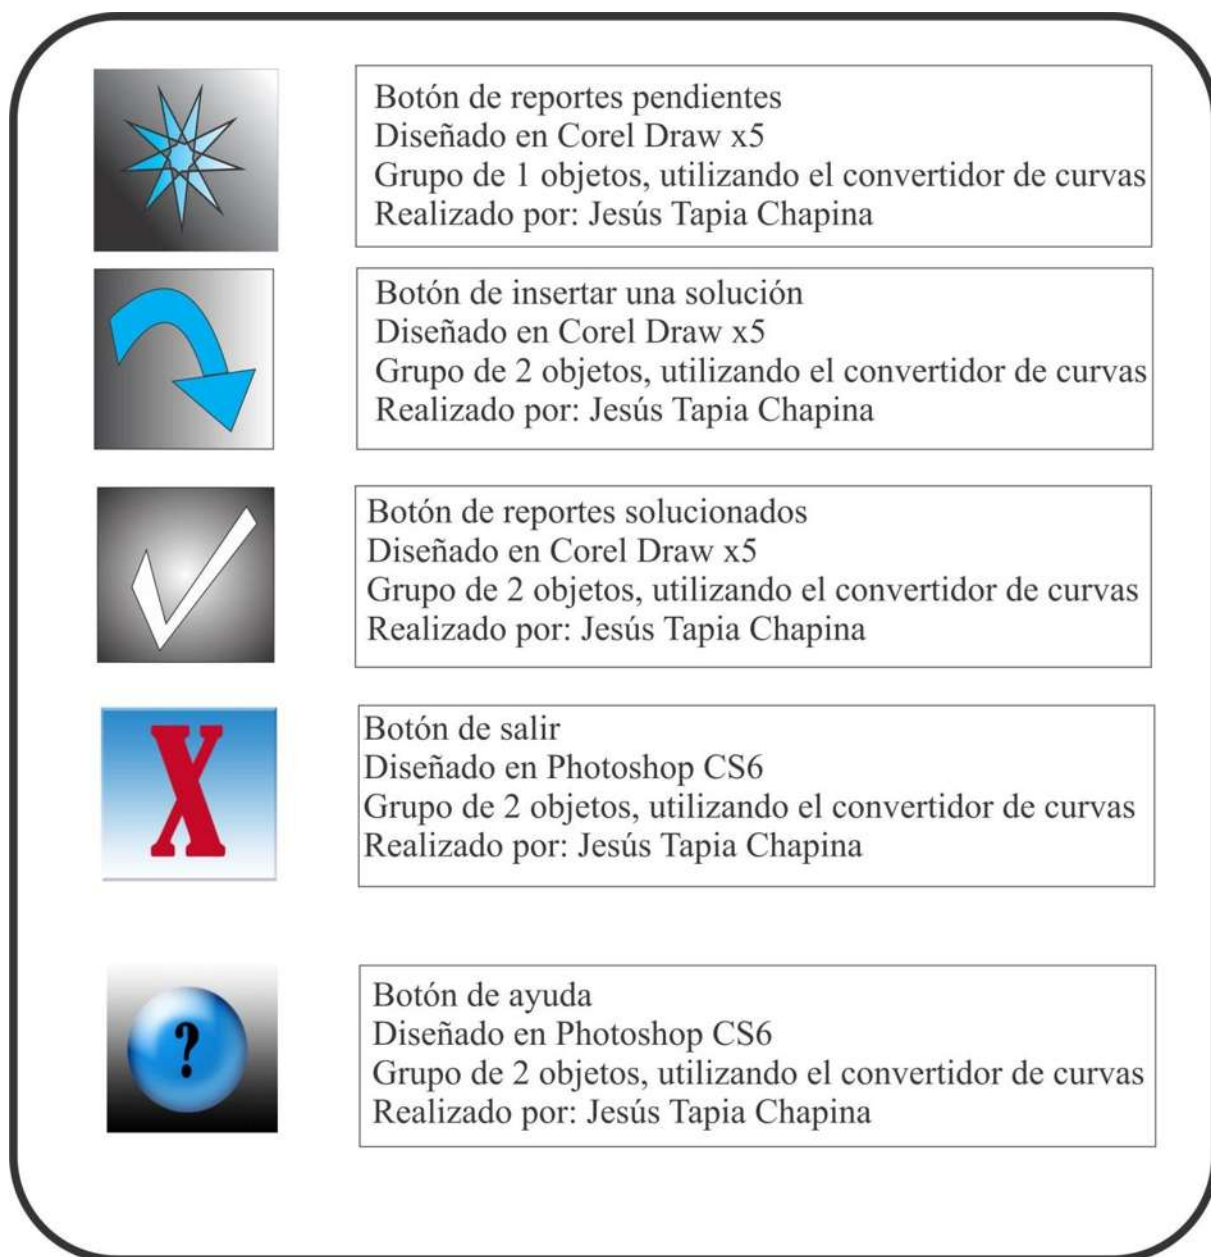 Botón de reportes pendientes
Diseñado en Corel Draw x5
Grupo de 1 objetos, utilizando el convertidor de curvas
Realizado por: Jesús Tapia Chapina
Botón de insertar una solución
Diseñado en Corel Draw x5
Grupo de 2 objetos, utilizando el convertidor de curvas
Realizado por: Jesús Tapia Chapina
Botón de reportes solucionados
Diseñado en Corel Draw x5
Grupo de 2 objetos, utilizando el convertidor de curvas
Realizado por: Jesús Tapia Chapina
X
Botón de salir
Diseñado en Photoshop CS6
Grupo de 2 objetos, utilizando el convertidor de curvas
Realizado por: Jesús Tapia Chapina
?
Botón de ayuda
Diseñado en Photoshop CS6
Grupo de 2 objetos, utilizando el convertidor de curvas
Realizado por: Jesús Tapia Chapina